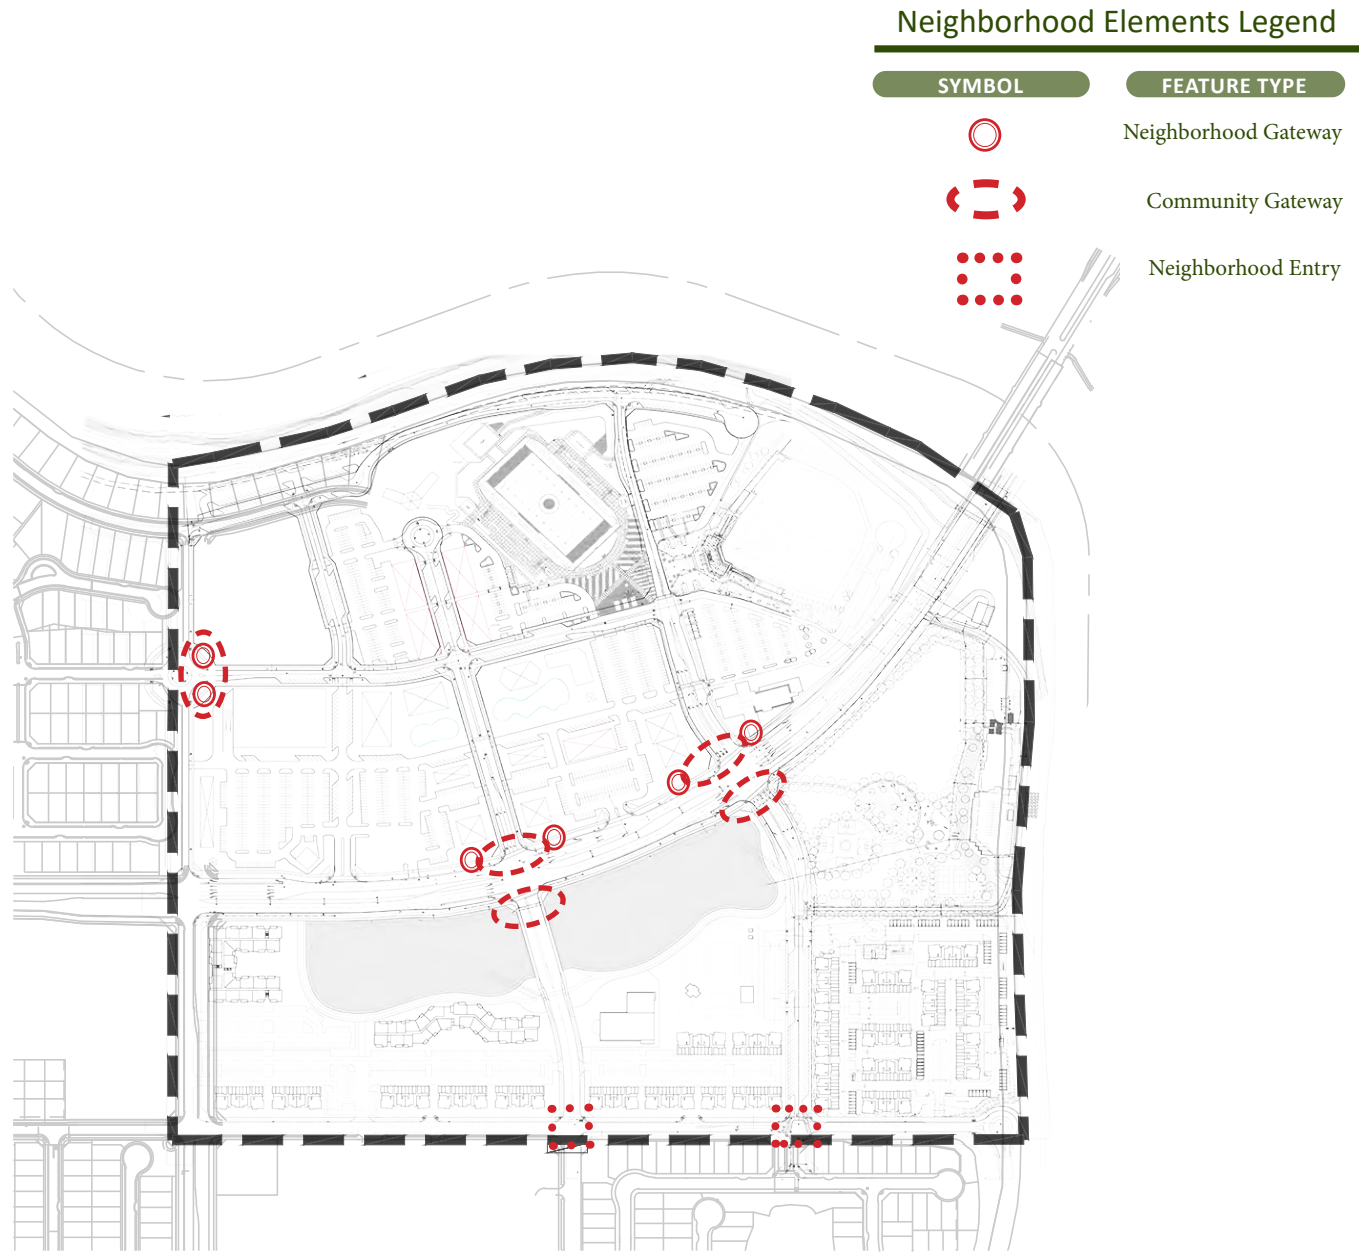 Neighborhood Elements Legend
SYMBOL
FEATURE TYPE
Neighborhood Gateway
Community Gateway
Neighborhood Entry